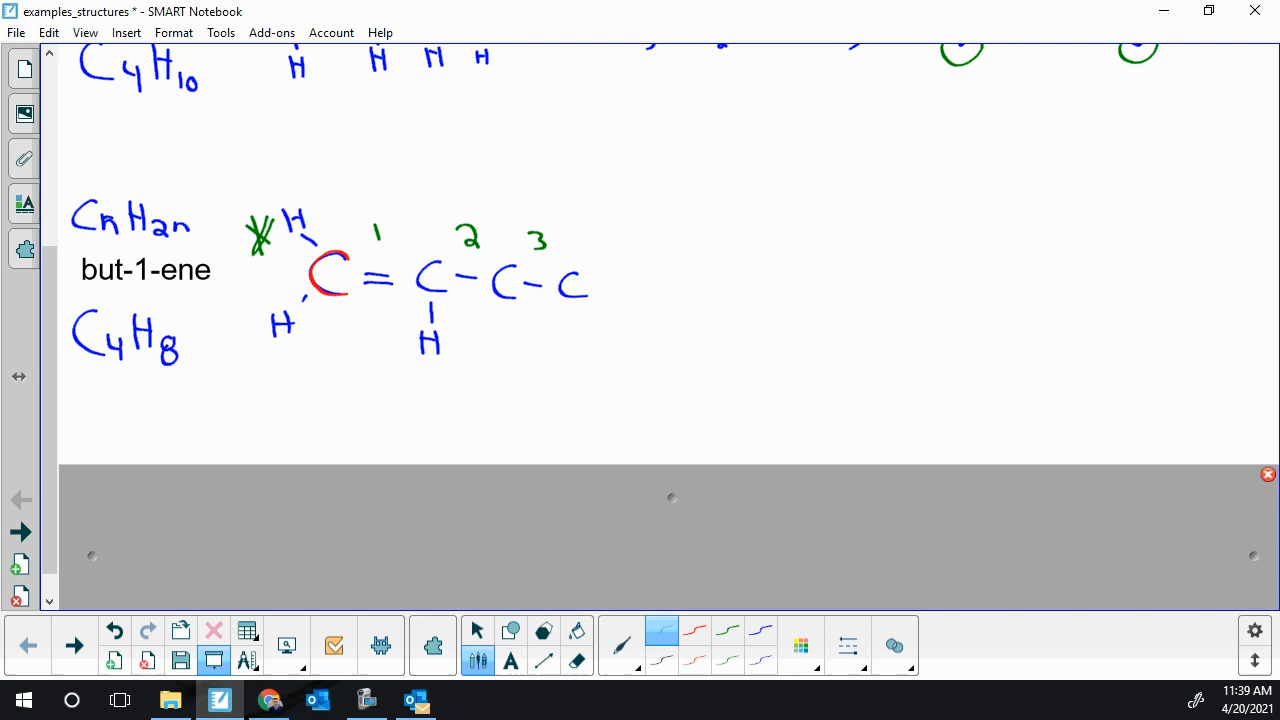 examples_structures * - SMART Notebook
File Edit View Insert Format Tools Add-ons Account Help
C₄H₁₀ H H H H
CnH2n H 1 2 3
but-1-ene C = C - C - C
C₄H₈ H H
11:39 AM
4/20/2021